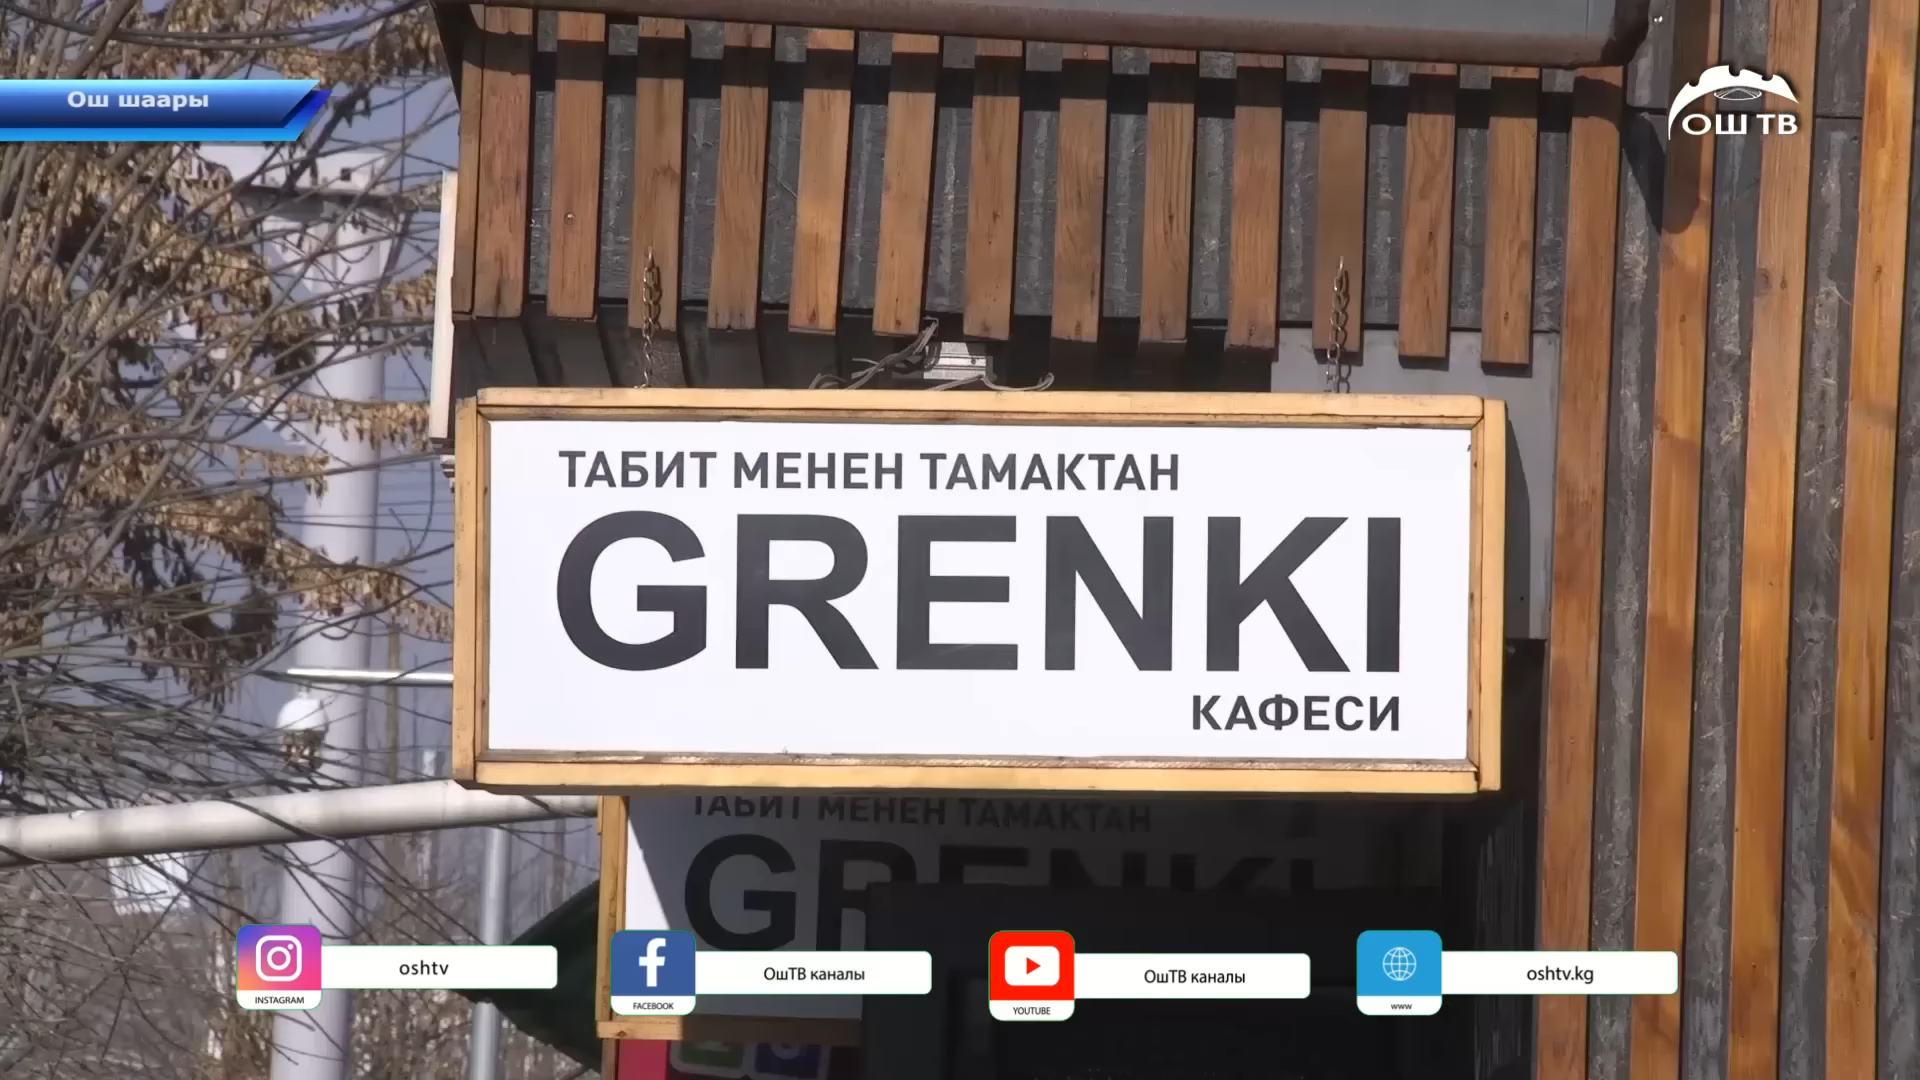 Ош шаары
ОШ ТВ
ТАБИТ МЕНЕН ТАМАКТАН
GRENKI
КАФЕСИ
ТАБИТ МЕНЕН ТАМАКТАН
GRENKI
oshtv
INSTAGRAM
ОшТВ каналы
FACEBOOK
ОшТВ каналы
YOUTUBE
oshtv.kg
www